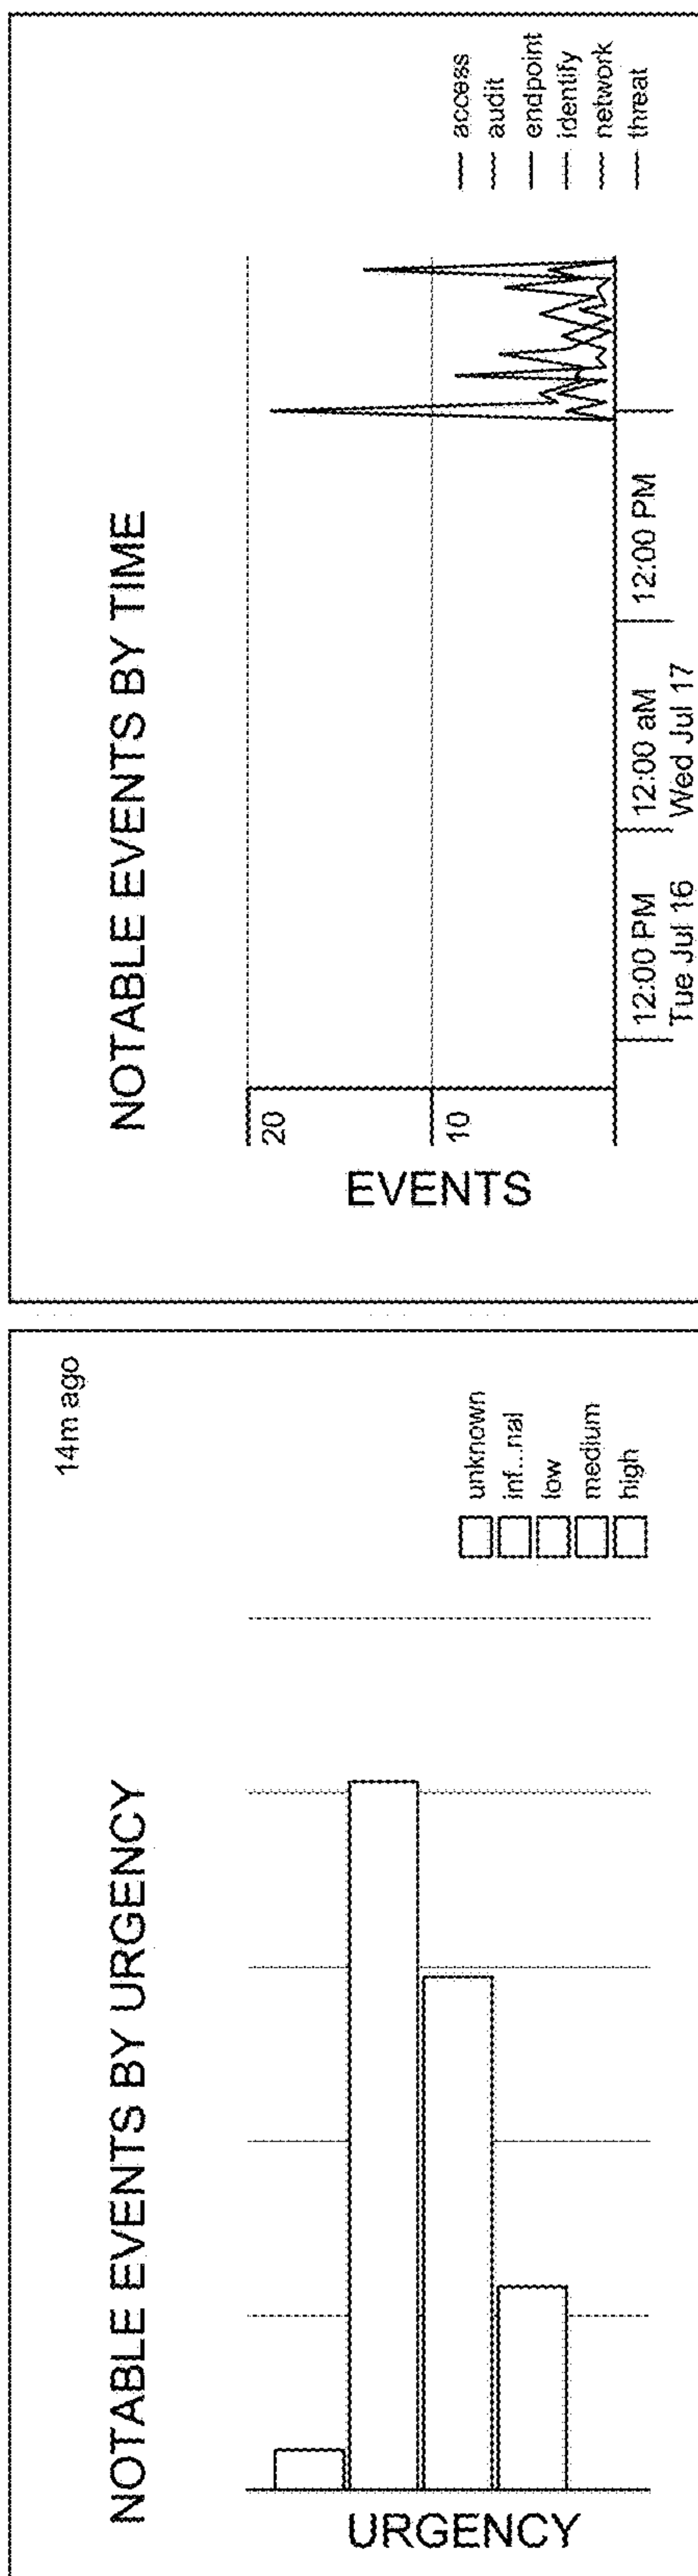 NOTABLE EVENTS BY URGENCY
14m ago
URGENCY
unknown
inf...nal
low
medium
high
NOTABLE EVENTS BY TIME
EVENTS
20
10
12:00 PM
Tue Jul 16
12:00 aM
Wed Jul 17
12:00 PM
access
audit
endpoint
identify
network
threat